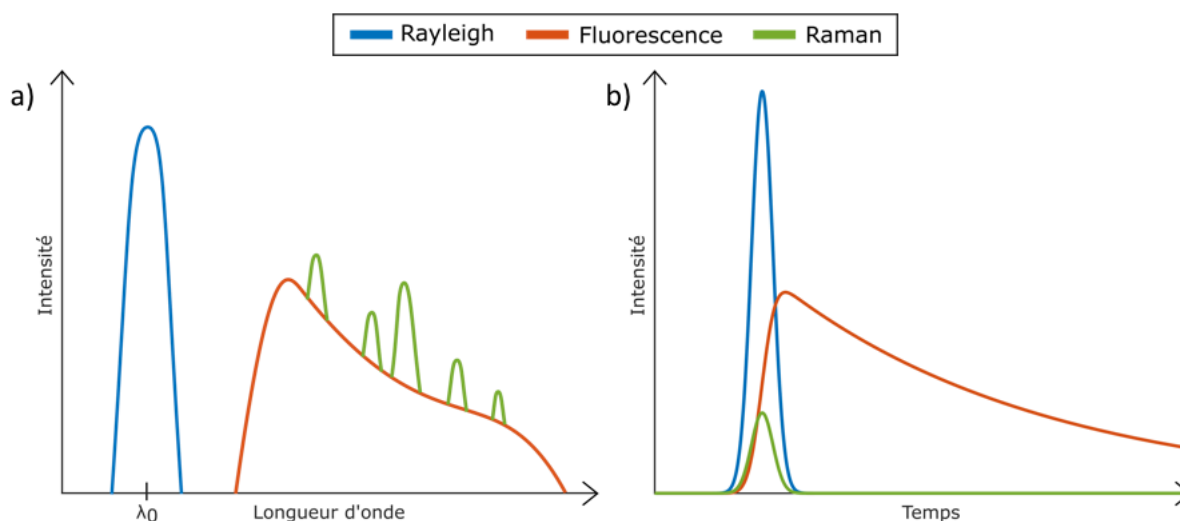 Rayleigh Fluorescence Raman
a)
Intensité
λ0
Longueur d'onde
b)
Intensité
Temps